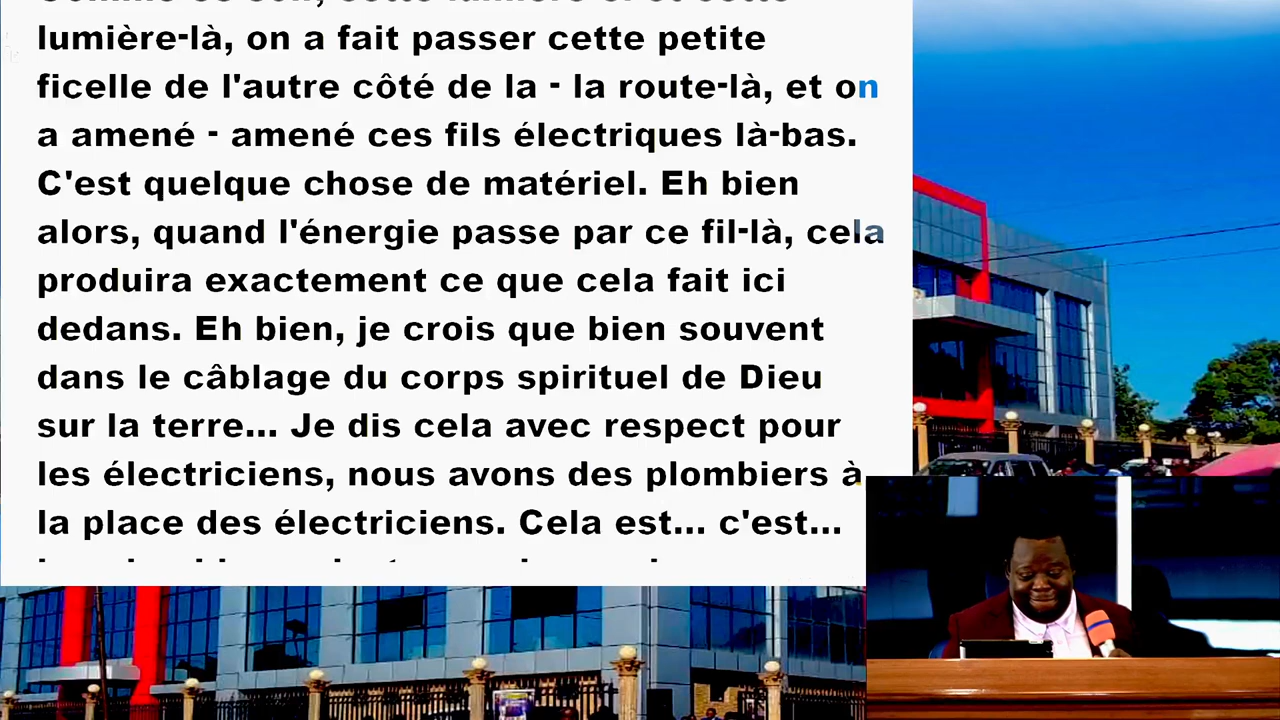 lumière-là, on a fait passer cette petite
ficelle de l'autre côté de la - la route-là, et on
a amené - amené ces fils électriques là-bas.
C'est quelque chose de matériel. Eh bien
alors, quand l'énergie passe par ce fil-là, cela
produira exactement ce que cela fait ici
dedans. Eh bien, je crois que bien souvent
dans le câblage du corps spirituel de Dieu
sur la terre... Je dis cela avec respect pour
les électriciens, nous avons des plombiers à
la place des électriciens. Cela est... c'est...